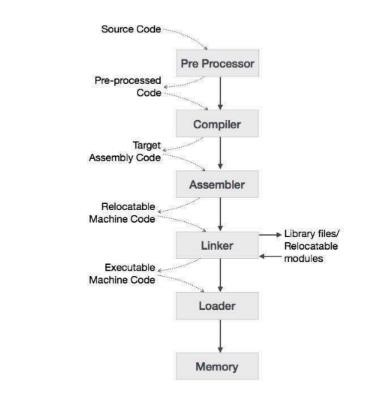 Source Code
Pre Processor
Pre-processed
Code
Compiler
Target
Assembly Code
Assembler
Relocatable
Machine Code
Linker
Library files/
Relocatable
modules
Executable
Machine Code
Loader
Memory